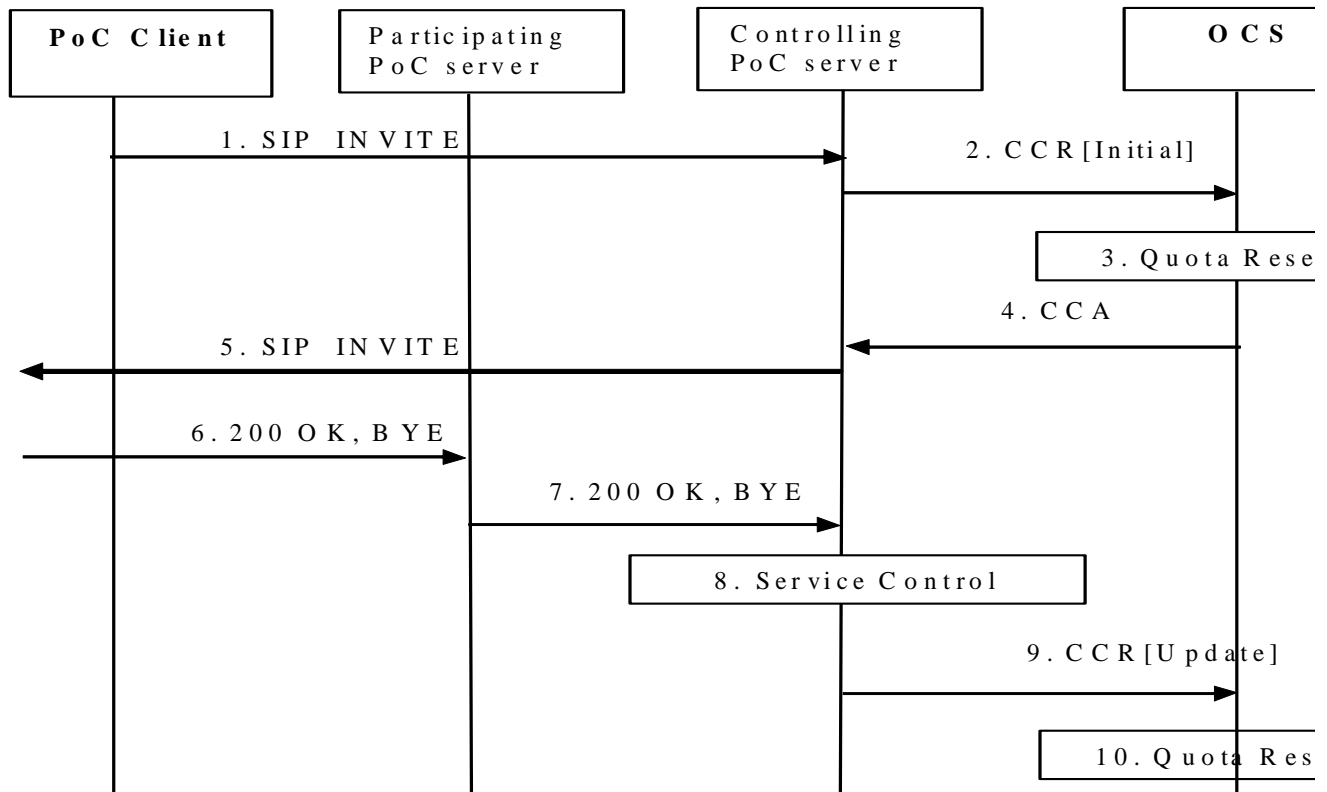 PoC Client
Participating
PoC server
Controlling
PoC server
OCS
1. SIP INVITE
2. CCR[Initial]
3. Quota Rese
4. CCA
5. SIP INVITE
6. 200 OK, BYE
7. 200 OK, BYE
8. Service Control
9. CCR[Update]
10. Quota Res